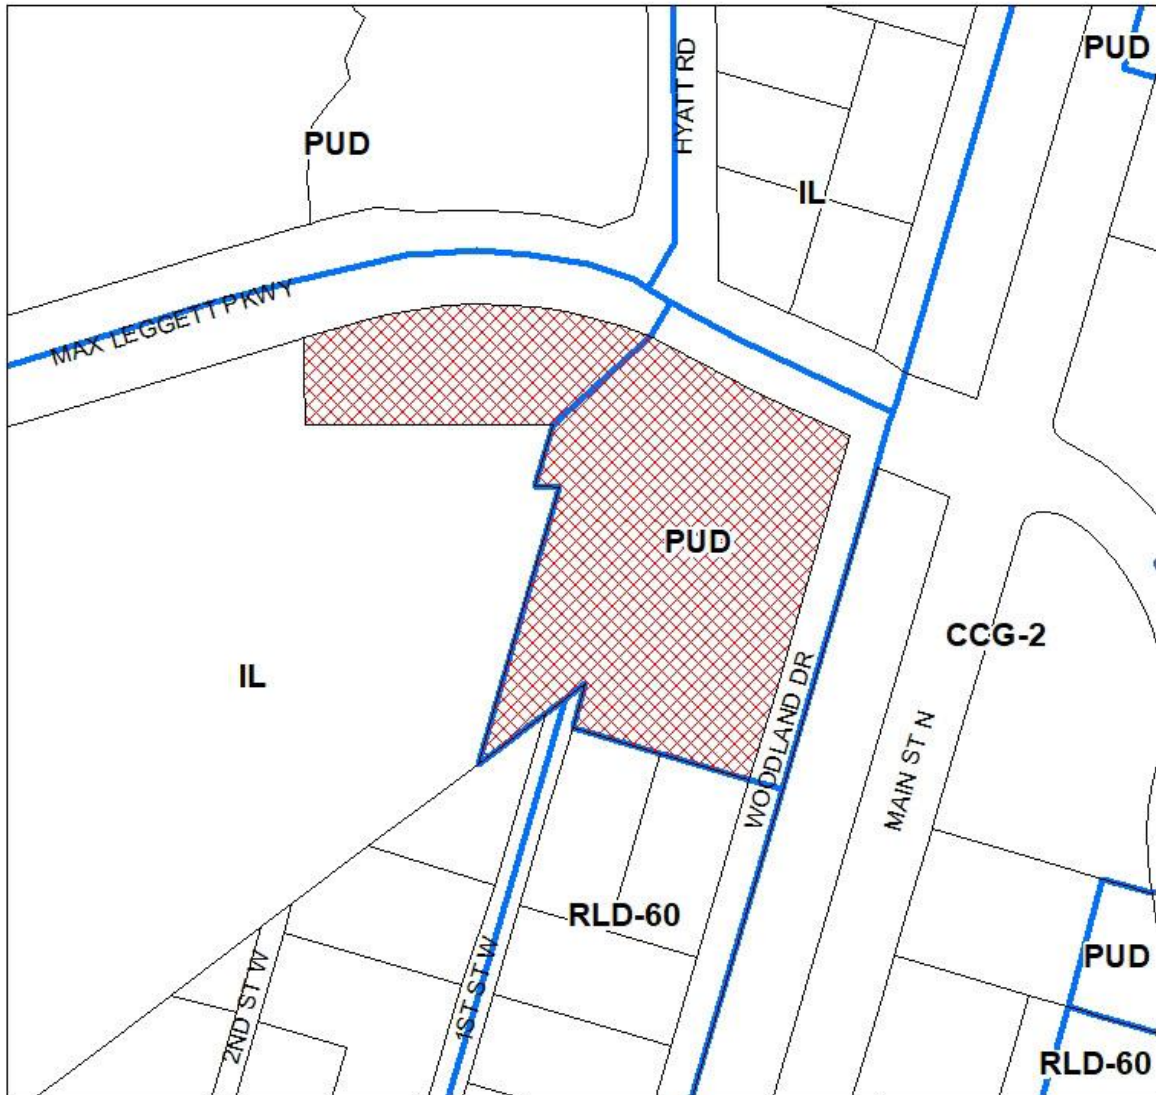 PUD
HYATT RD
PUD
IL
MAX LEGGETT PKWY
PUD
CCG-2
IL
WOODLAND DR
MAIN ST N
RLD-60
PUD
1ST ST W
2ND ST W
RLD-60